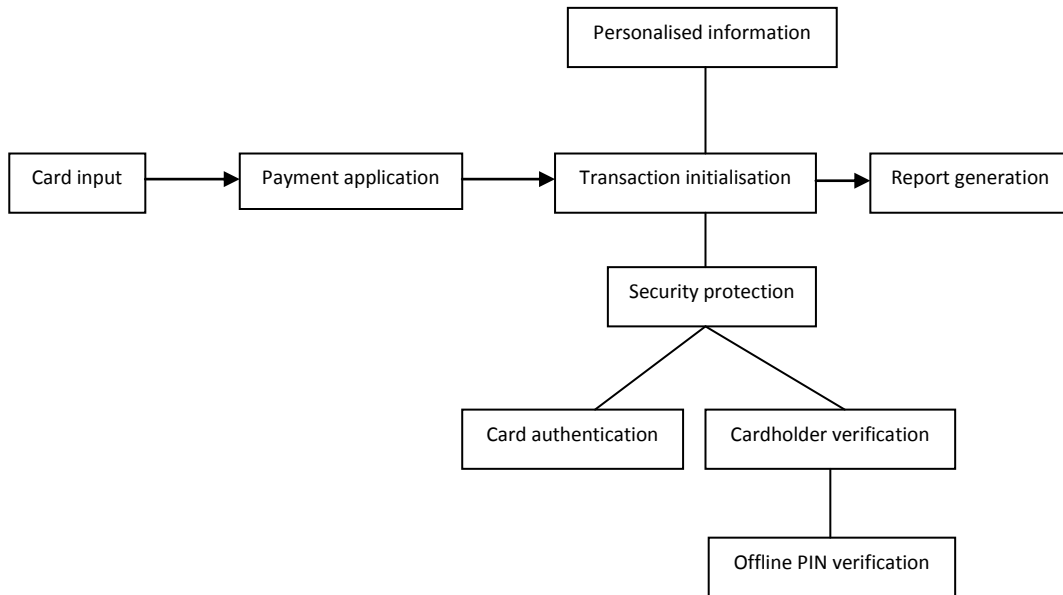 Personalised information
Card input
Payment application
Transaction initialisation
Report generation
Security protection
Card authentication
Cardholder verification
Offline PIN verification